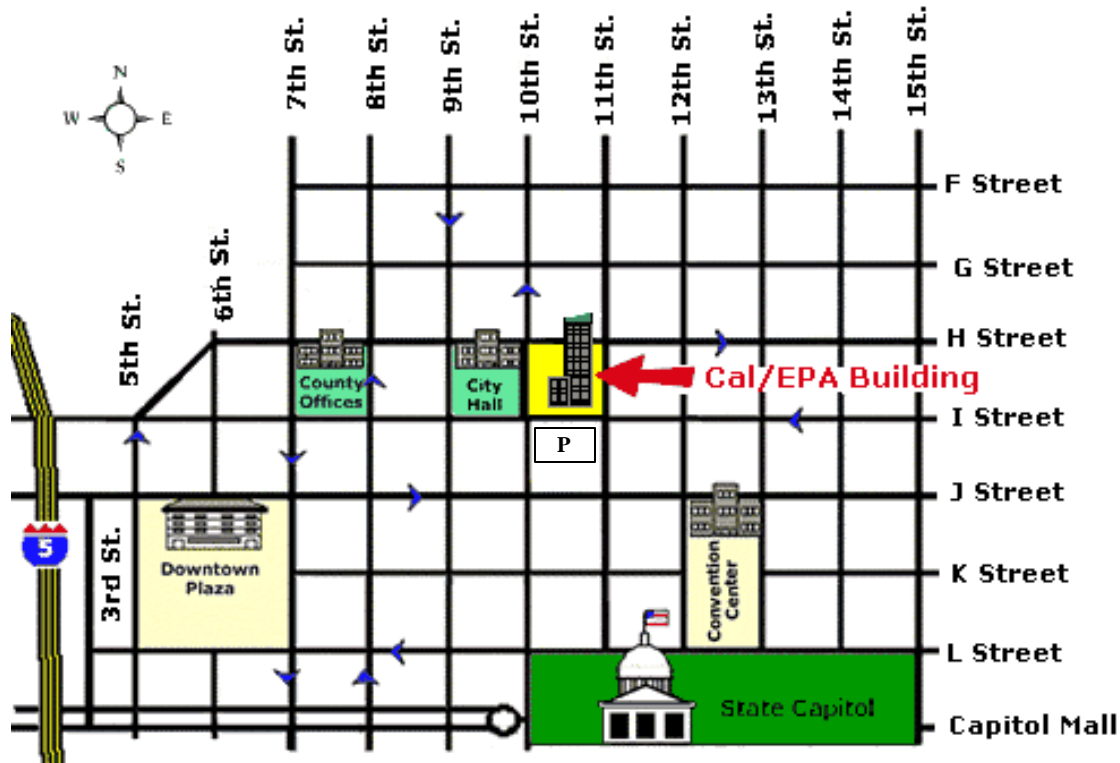 7th St.
8th St.
9th St.
10th St.
11th St.
12th St.
13th St.
14th St.
15th St.
N
W E
S
F Street
6th St.
G Street
5th St.
H Street
County
Offices
City
Hall
Cal/EPA Building
I Street
P
J Street
5
3rd St.
Downtown
Plaza
Convention
Center
K Street
L Street
State Capitol
Capitol Mall